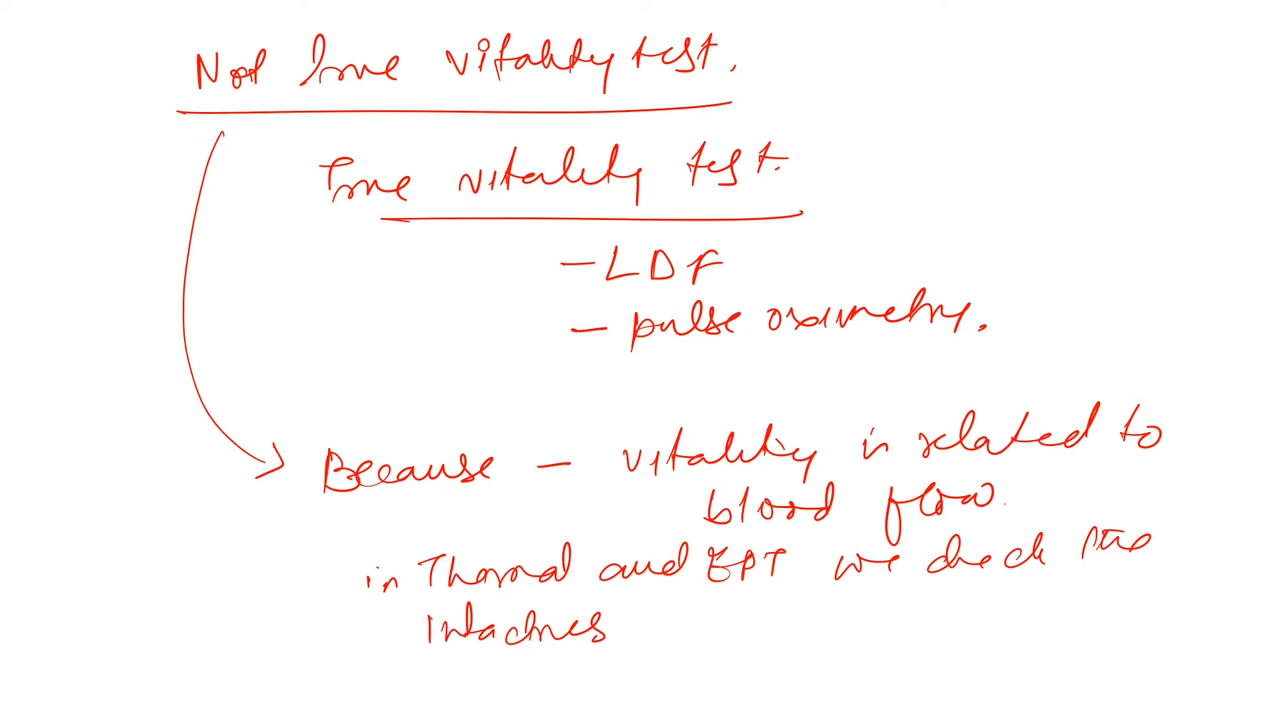 Not true vitality test.
True vitality test.
- LDF
- pulse oximetry.
Because - vitality is related to
blood flow
in Thermal and EPT we check the
Intactness